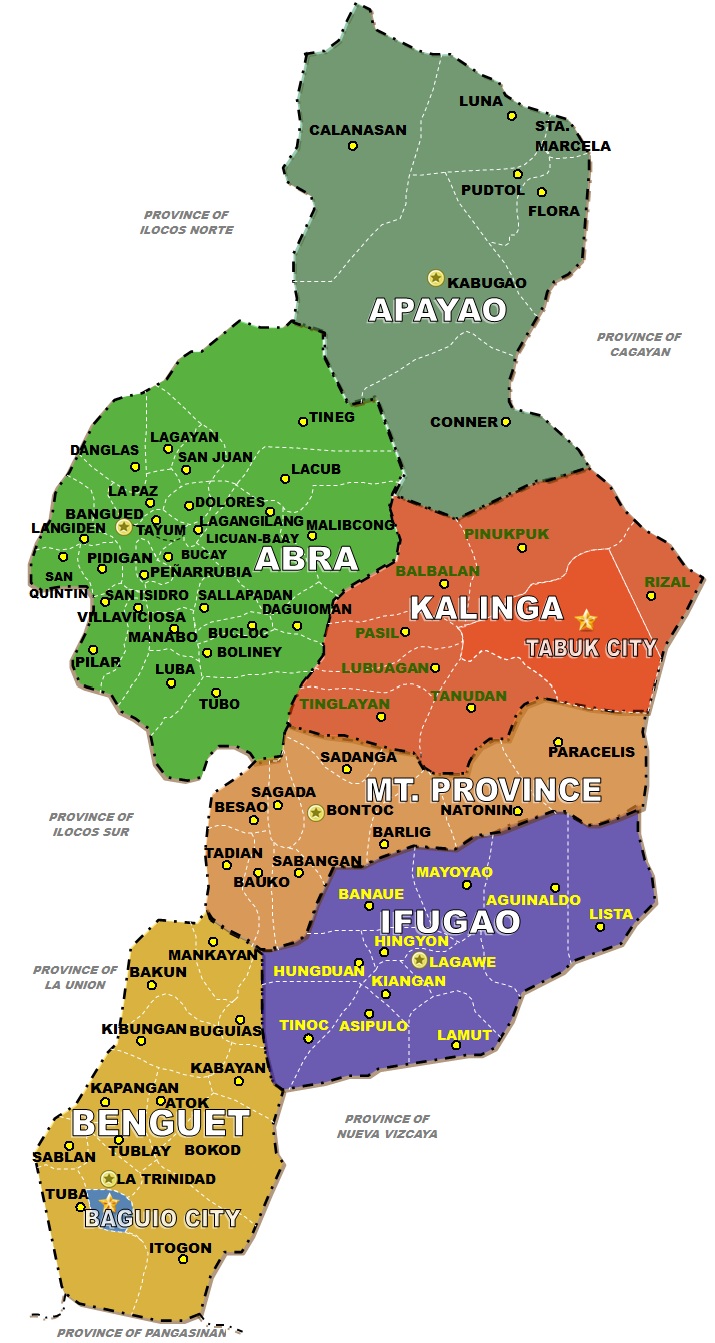 LUNA
STA.
MARCELA
CALANASAN
PUDTOL
FLORA
PROVINCE OF
ILOCOS NORTE
KABUGAO
APAYAO
PROVINCE OF
CAGAYAN
CONNER
TINEG
LAGAYAN
DANGLAS
SAN JUAN
LACUB
LA PAZ
DOLORES
BANGUED
LAGANGILANG
MALIBCONG
LANGIDEN
TAYUM
LICUAN-BAAY
PIDIGAN
BUCAY
ABRA
PEÑARRUBIA
SAN
QUINTIN
SAN ISIDRO
SALLAPADAN
DAGUIOMAN
VILLAVICIOSA
MANABO
BUCLOC
BOLINEY
PILAR
LUBA
TUBO
PINUKPUK
BALBALAN
RIZAL
KALINGA
PASIL
TABUK CITY
LUBUAGAN
TANUDAN
TINGLAYAN
PARACELIS
SADANGA
MT. PROVINCE
SAGADA
BESAO
BONTOC
NATONIN
PROVINCE OF
ILOCOS SUR
BARLIG
TADIAN
SABANGAN
BAUKO
MAYOYAO
BANAUE
AGUINALDO
IFUGAO
LISTA
HINGYON
LAGAWE
HUNGDUAN
KIANGAN
TINOC
ASIPULO
LAMUT
MANKAYAN
PROVINCE OF
LA UNION
BAKUN
KIBUNGAN
BUGUIAS
KABAYAN
KAPANGAN
ATOK
BENGUET
PROVINCE OF
NUEVA VIZCAYA
TUBLAY
BOKOD
SABLAN
LA TRINIDAD
TUBA
BAGUIO CITY
ITOGON
PROVINCE OF PANGASINAN